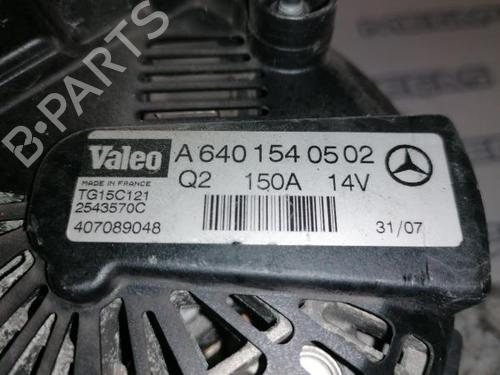 B-PARTS
Valeo
A 640 154 05 02
MADE IN FRANCE
Q2 150A 14V
TG15C121
2543570C
407089048
31/07